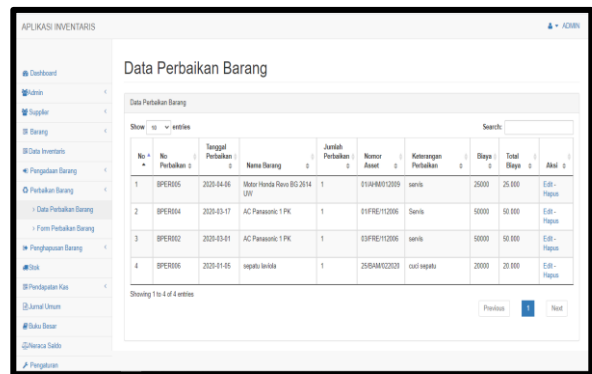 APLIKASI INVENTARIS
ADMIN
Dashboard
Admin
Supplier
Barang
Data Inventaris
Pengadaan Barang
Perbaikan Barang
> Data Perbaikan Barang
> Form Perbaikan Barang
Penghapusan Barang
Stok
Pendapatan Kas
Jurnal Umum
Buku Besar
Neraca Saldo
Pengaturan
Data Perbaikan Barang
Data Perbaikan Barang
Show 10 entries
Search:
No No Perbaikan Tanggal Perbaikan Nama Barang Jumlah Perbaikan Nomor Asset Keterangan Perbaikan Biaya Total Biaya Aksi
1 BPER005 2020-04-06 Motor Honda Revo BG 2614 UW 1 01/AHM/012009 servis 25000 25.000 Edit - Hapus
2 BPER004 2020-03-17 AC Panasonic 1 PK 1 01/FRE/112006 servis 50000 50.000 Edit - Hapus
3 BPER002 2020-03-01 AC Panasonic 1 PK 1 03/FRE/112006 servis 50000 50.000 Edit - Hapus
4 BPER006 2020-01-05 sepatu laviola 1 25/BAM/022020 cuci sepatu 20000 20.000 Edit - Hapus
Showing 1 to 4 of 4 entries
Previous 1 Next